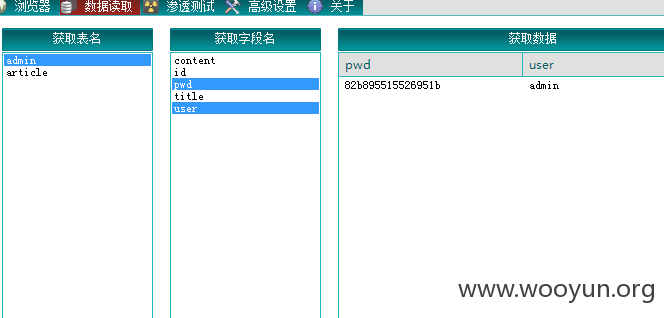 浏览器 数据读取 渗透测试 高级设置 关于
获取表名 获取字段名 获取数据
admin
article
content
id
pwd
title
user
pwd user
82b895515526951b admin
www.wooyun.org